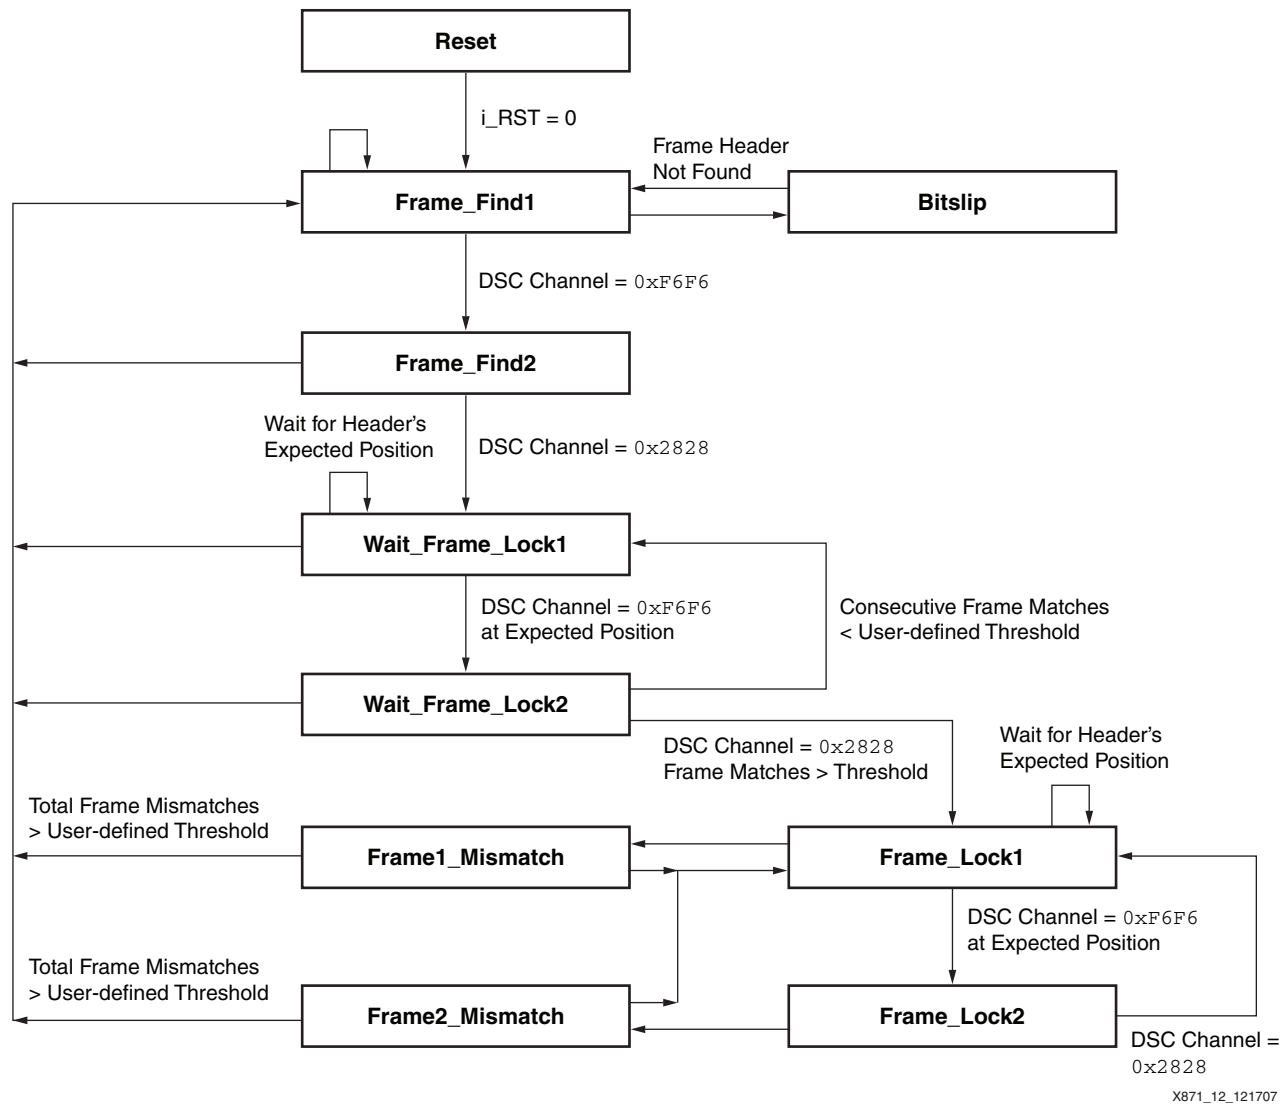 Reset
i_RST = 0
Frame Header
Not Found
Frame_Find1
Bitslip
DSC Channel = 0xF6F6
Frame_Find2
Wait for Header's
Expected Position
DSC Channel = 0x2828
Wait_Frame_Lock1
DSC Channel = 0xF6F6
at Expected Position
Consecutive Frame Matches
< User-defined Threshold
Wait_Frame_Lock2
DSC Channel = 0x2828
Frame Matches > Threshold
Wait for Header's
Expected Position
Total Frame Mismatches
> User-defined Threshold
Frame1_Mismatch
Frame_Lock1
DSC Channel = 0xF6F6
at Expected Position
Total Frame Mismatches
> User-defined Threshold
Frame2_Mismatch
Frame_Lock2
DSC Channel =
0x2828
X871_12_121707